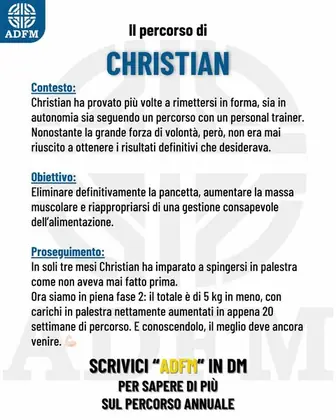 ADFM
Il percorso di
CHRISTIAN
Contesto:
Christian ha provato più volte a rimettersi in forma, sia in
autonomia sia seguendo un percorso con un personal trainer.
Nonostante la grande forza di volontà, però, non era mai
riuscito a ottenere i risultati definitivi che desiderava.
Obiettivo:
Eliminare definitivamente la pancetta, aumentare la massa
muscolare e riappropriarsi di una gestione consapevole
dell’alimentazione.
Proseguimento:
In soli tre mesi Christian ha imparato a spingersi in palestra
come non aveva mai fatto prima.
Ora siamo in piena fase 2: il totale è di 5 kg in meno, con
carichi in palestra nettamente aumentati in appena 20
settimane di percorso. E conoscendolo, il meglio deve ancora
venire. 💪🏻
SCRIVICI “ADFM“ IN DM
PER SAPERE DI PIÙ
SUL PERCORSO ANNUALE
ADFM